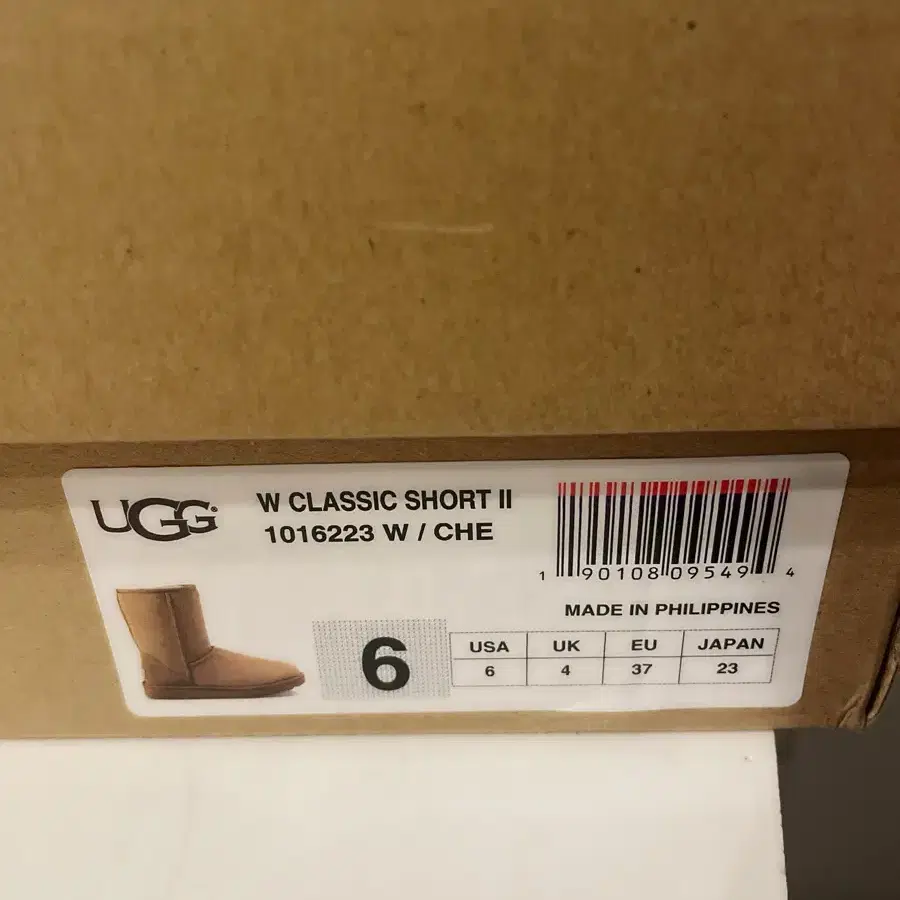 UGG®
W CLASSIC SHORT II
1016223 W / CHE
1 90108 09549 4
MADE IN PHILIPPINES
6
USA UK EU JAPAN
6 4 37 23